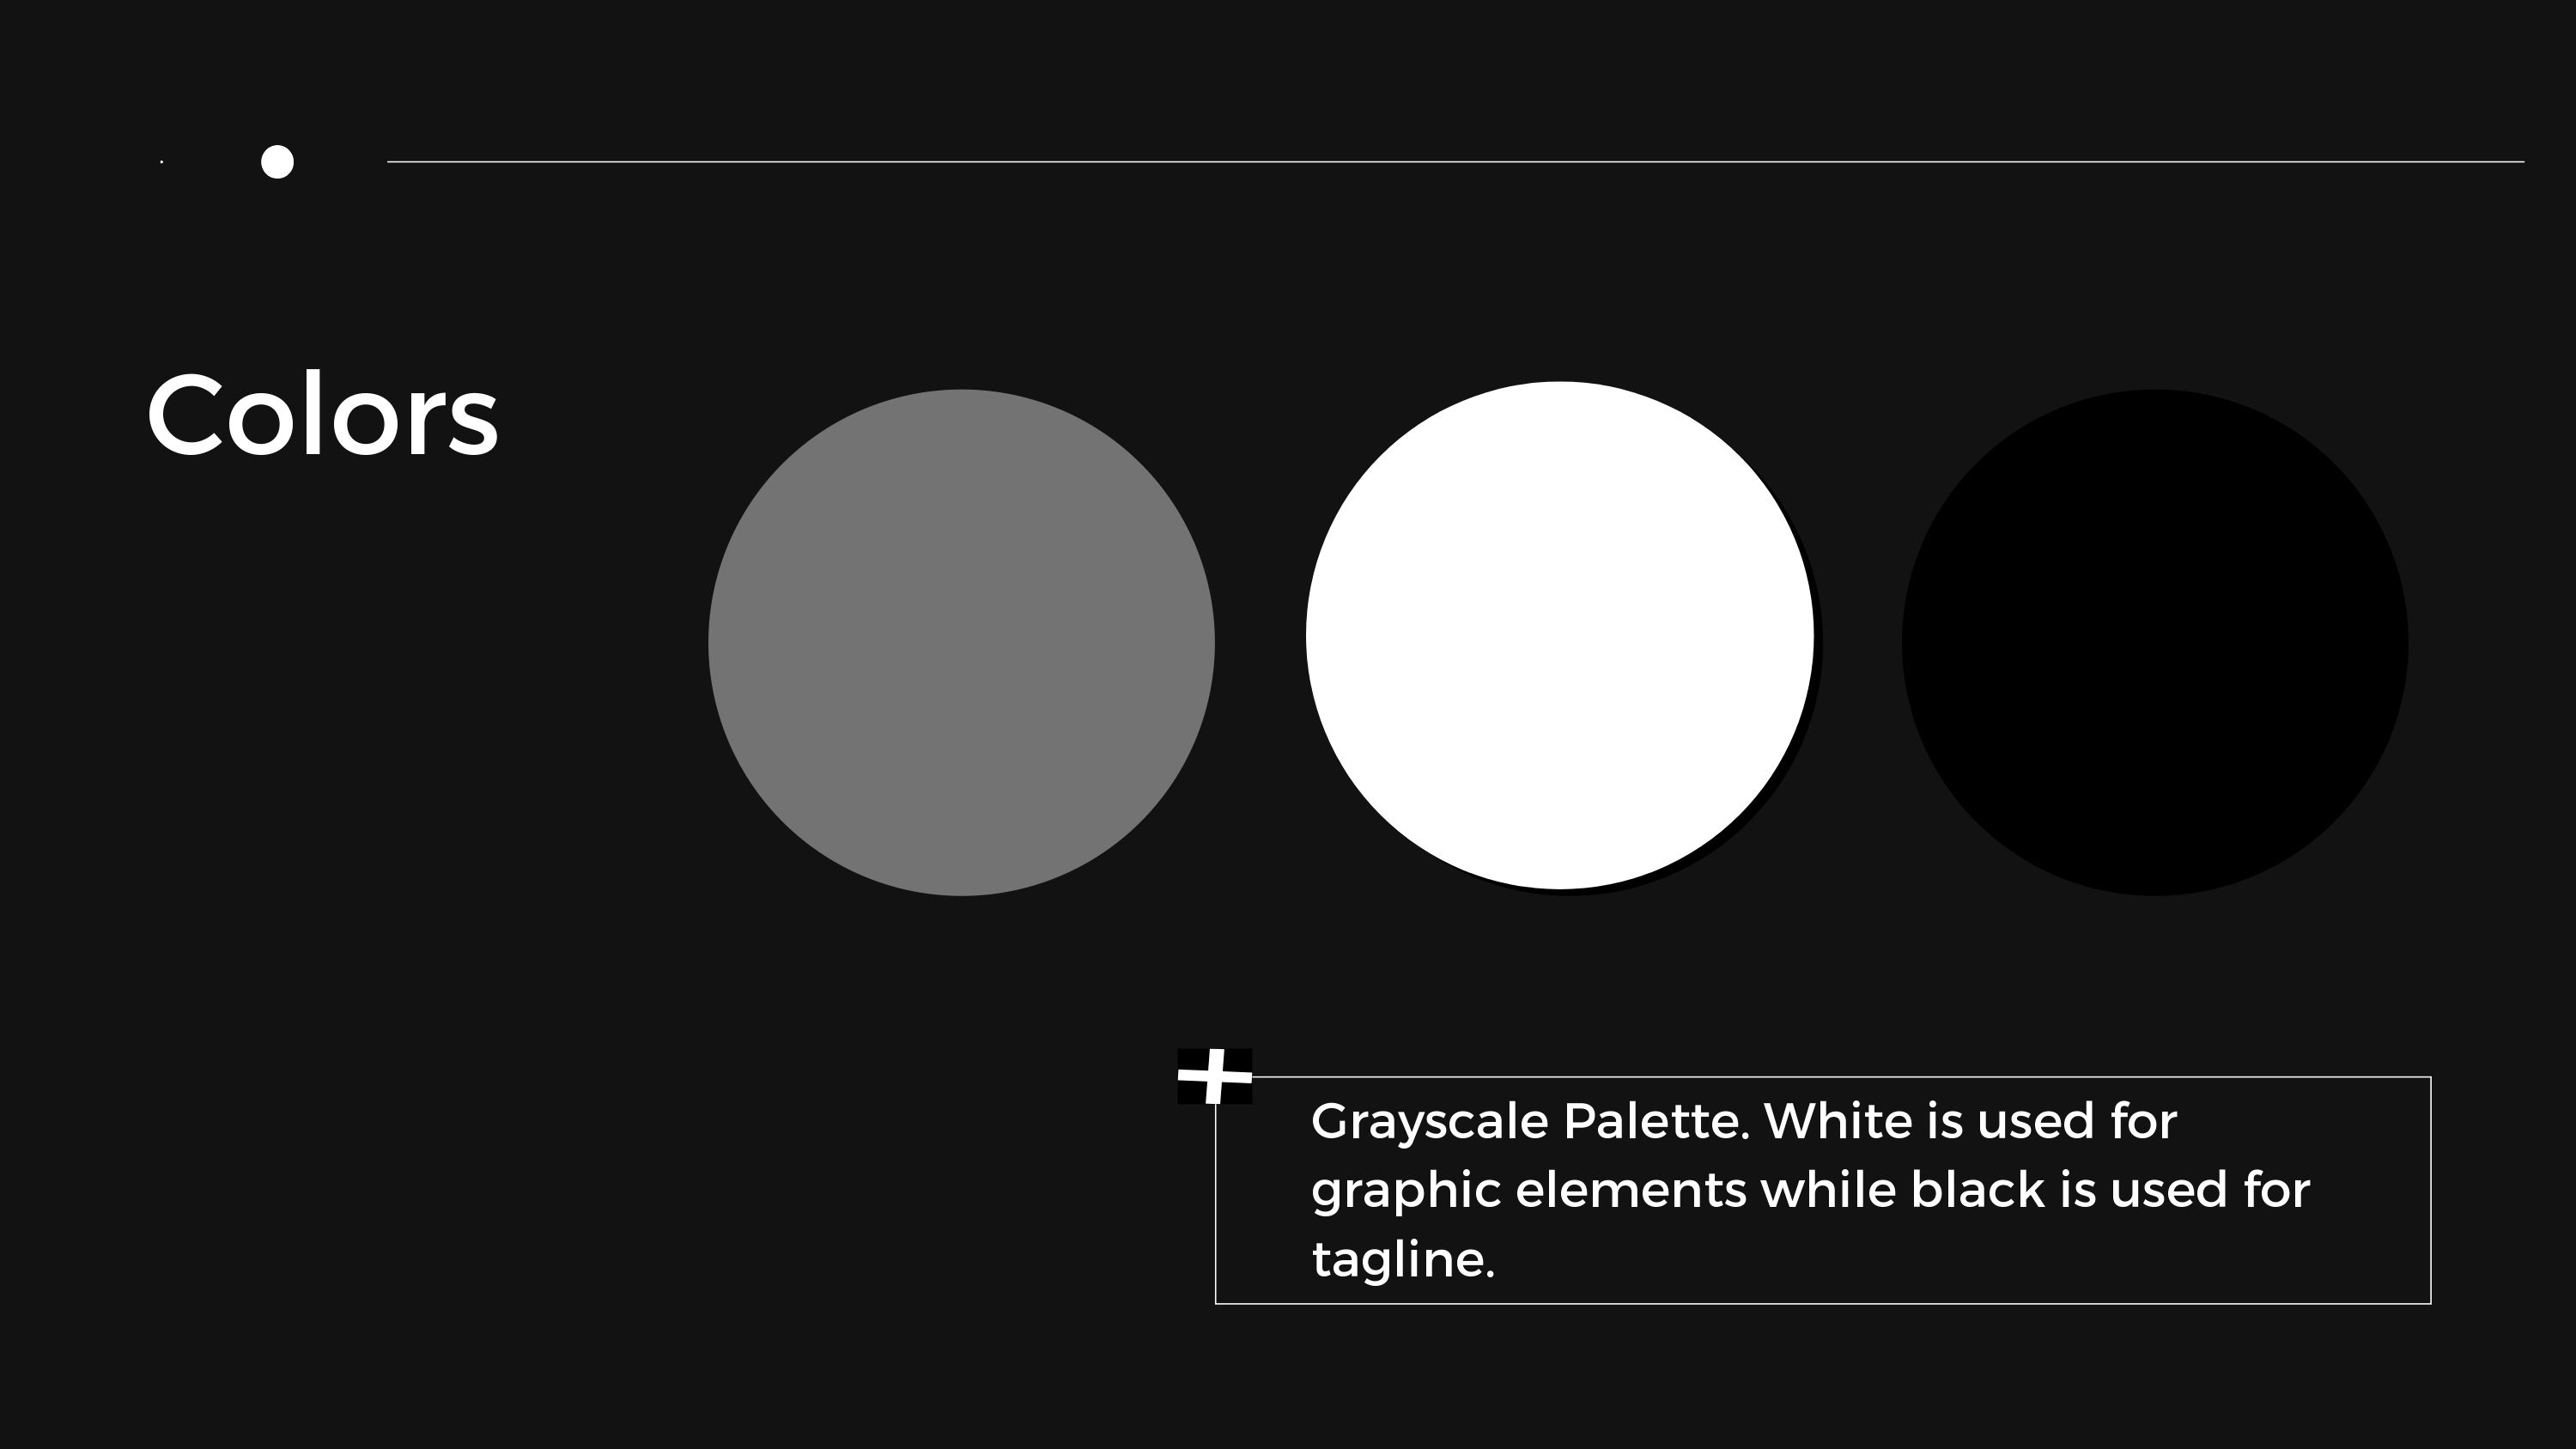 Colors
Grayscale Palette. White is used for
graphic elements while black is used for
tagline.